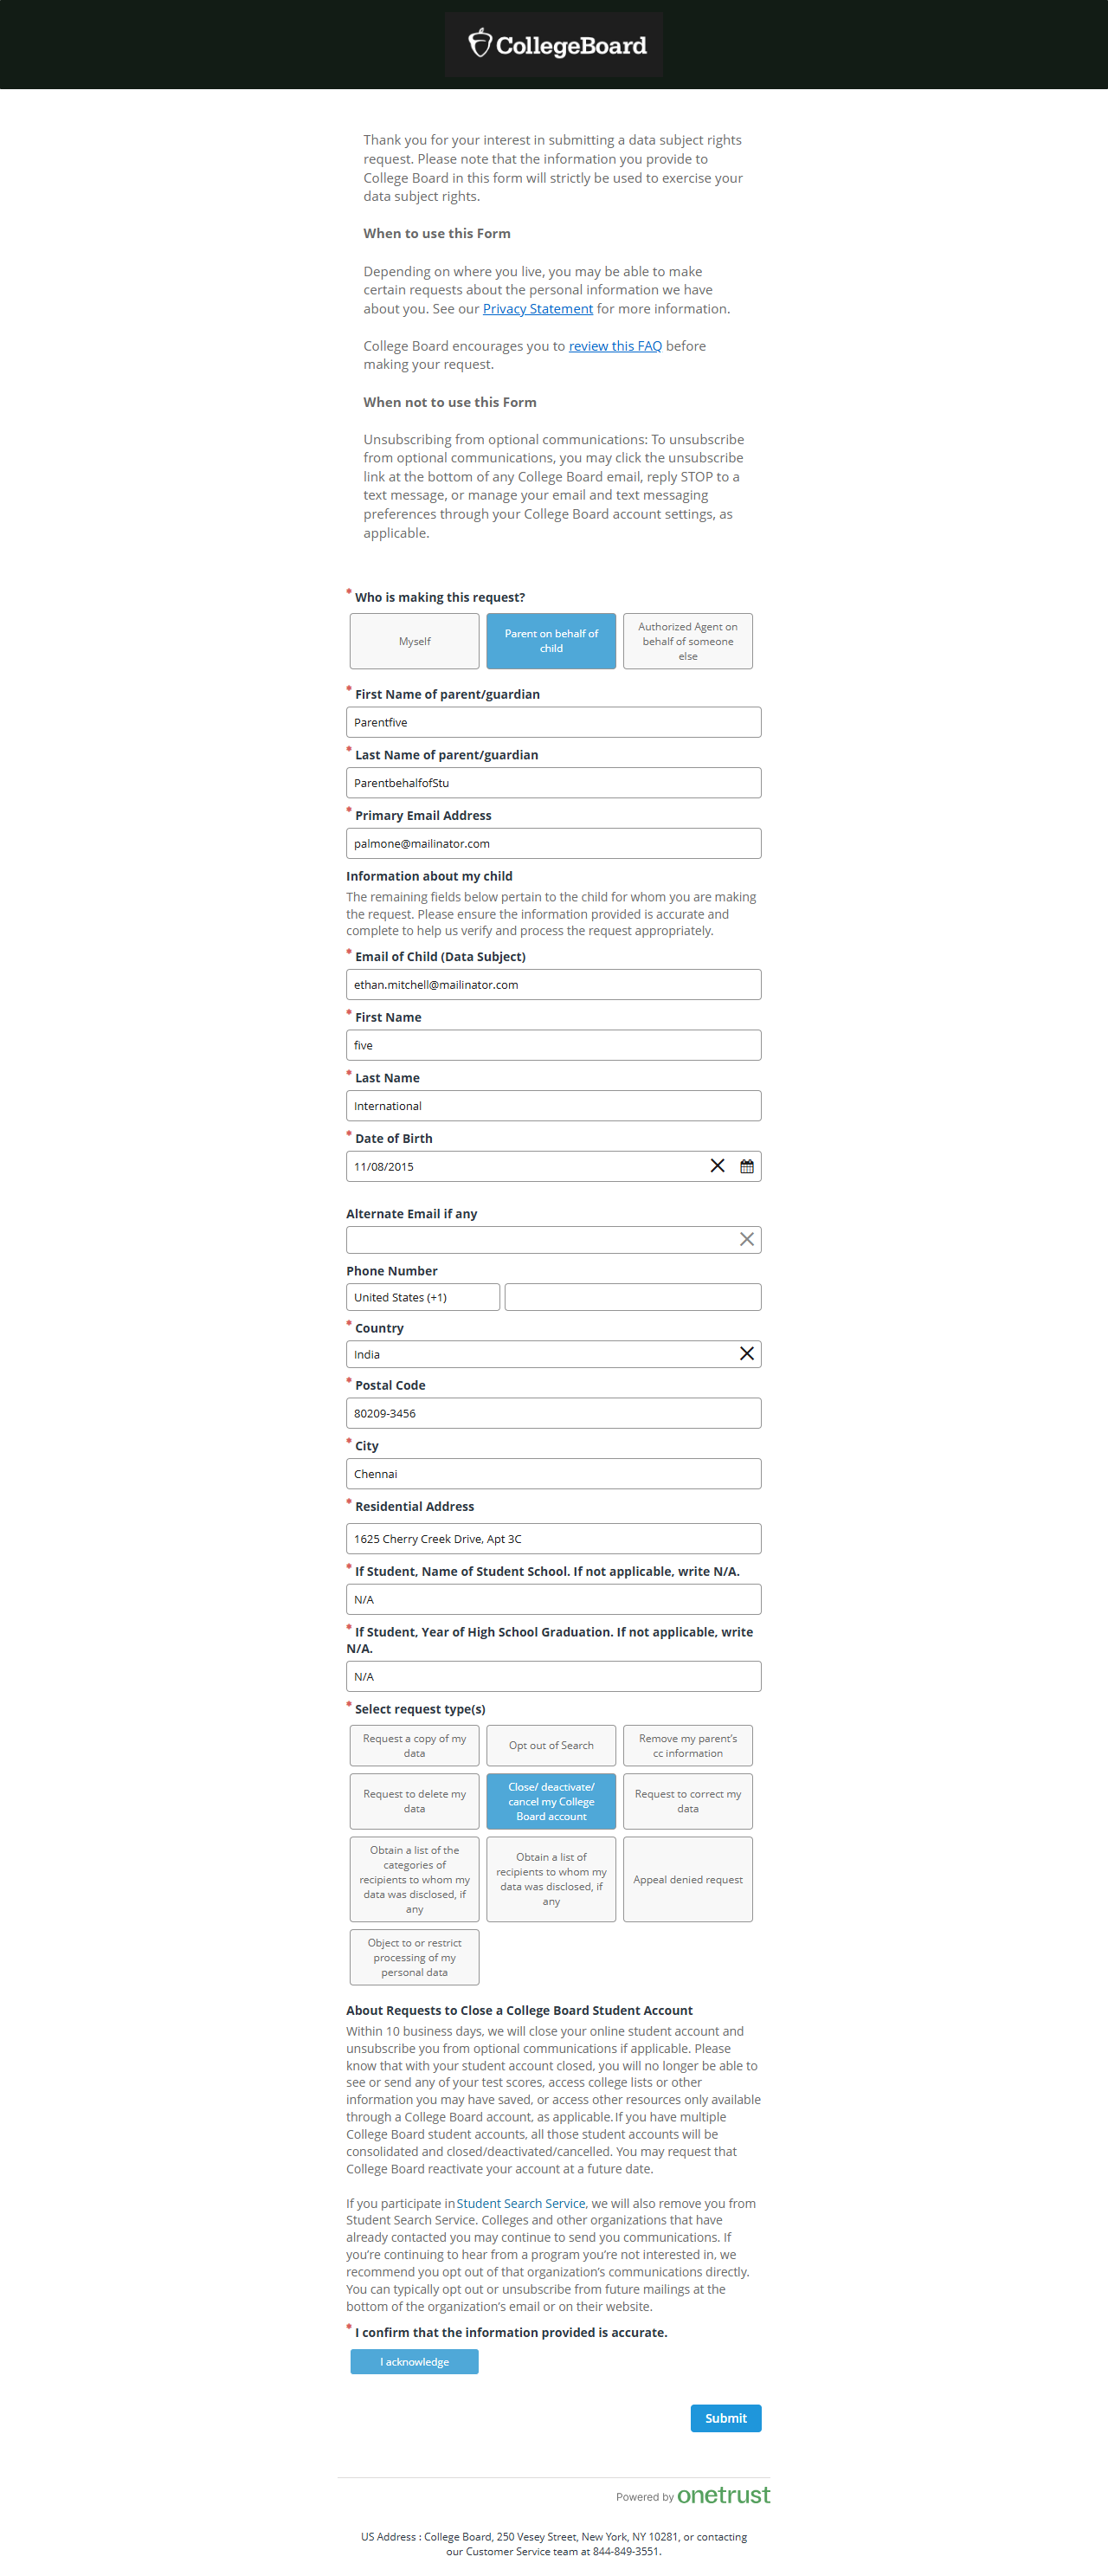 CollegeBoard
Thank you for your interest in submitting a data subject rights
request. Please note that the information you provide to
College Board in this form will strictly be used to exercise your
data subject rights.
When to use this Form
Depending on where you live, you may be able to make
certain requests about the personal information we have
about you. See our Privacy Statement for more information.
College Board encourages you to review this FAQ before
making your request.
When not to use this Form
Unsubscribing from optional communications: To unsubscribe
from optional communications, you may click the unsubscribe
link at the bottom of any College Board email, reply STOP to a
text message, or manage your email and text messaging
preferences through your College Board account settings, as
applicable.
* Who is making this request?
Myself
Parent on behalf of
child
Authorized Agent on
behalf of someone
else
* First Name of parent/guardian
Parentfive
* Last Name of parent/guardian
ParentbehalfofStu
* Primary Email Address
palmone@mailinator.com
Information about my child
The remaining fields below pertain to the child for whom you are making
the request. Please ensure the information provided is accurate and
complete to help us verify and process the request appropriately.
* Email of Child (Data Subject)
ethan.mitchell@mailinator.com
* First Name
five
* Last Name
International
* Date of Birth
11/08/2015
Alternate Email if any
Phone Number
United States (+1)
* Country
India
* Postal Code
80209-3456
* City
Chennai
* Residential Address
1625 Cherry Creek Drive, Apt 3C
* If Student, Name of Student School. If not applicable, write N/A.
N/A
* If Student, Year of High School Graduation. If not applicable, write
N/A.
N/A
* Select request type(s)
Request a copy of my
data
Opt out of Search
Remove my parent's
cc information
Request to delete my
data
Close/ deactivate/
cancel my College
Board account
Request to correct my
data
Obtain a list of the
categories of
recipients to whom my
data was disclosed, if
any
Obtain a list of
recipients to whom my
data was disclosed, if
any
Appeal denied request
Object to or restrict
processing of my
personal data
About Requests to Close a College Board Student Account
Within 10 business days, we will close your online student account and
unsubscribe you from optional communications if applicable. Please
know that with your student account closed, you will no longer be able to
see or send any of your test scores, access college lists or other
information you may have saved, or access other resources only available
through a College Board account, as applicable. If you have multiple
College Board student accounts, all those student accounts will be
consolidated and closed/deactivated/cancelled. You may request that
College Board reactivate your account at a future date.
If you participate in Student Search Service, we will also remove you from
Student Search Service. Colleges and other organizations that have
already contacted you may continue to send you communications. If
you're continuing to hear from a program you're not interested in, we
recommend you opt out of that organization's communications directly.
You can typically opt out or unsubscribe from future mailings at the
bottom of the organization's email or on their website.
* I confirm that the information provided is accurate.
I acknowledge
Submit
Powered by onetrust
US Address : College Board, 250 Vesey Street, New York, NY 10281, or contacting
our Customer Service team at 844-849-3551.